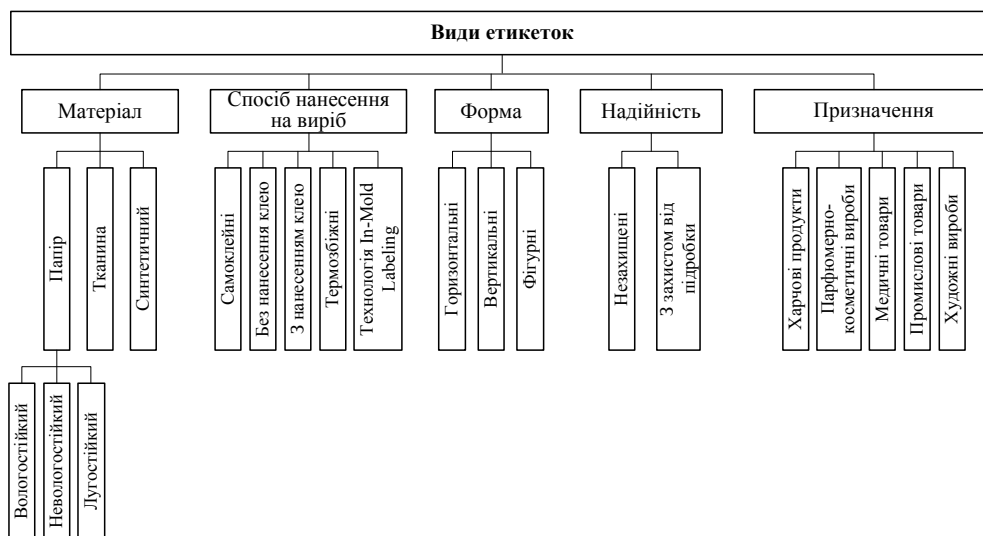 Види етикеток
Матеріал
Спосіб нанесення
на виріб
Форма
Надійність
Призначення
Папір
Тканина
Синтетичний
Самоклейні
Без нанесення клею
З нанесенням клею
Термозбіжні
Технологія In-Mold
Labeling
Горизонтальні
Вертикальні
Фігурні
Незахищені
З захистом від
підробки
Харчові продукти
Парфюмерно-
косметичні вироби
Медичні товари
Промислові товари
Художні вироби
Вологостійкий
Невологостійкий
Лугостійкий